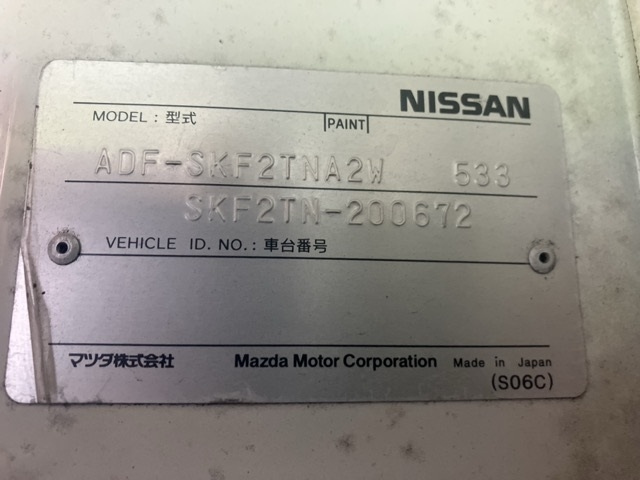 NISSAN
MODEL : 型式 PAINT
ADF-SKF2TNA2W 533
SKF2TN-200672
VEHICLE ID. NO. : 車台番号
マツダ株式会社 Mazda Motor Corporation Made in Japan
(S06C)